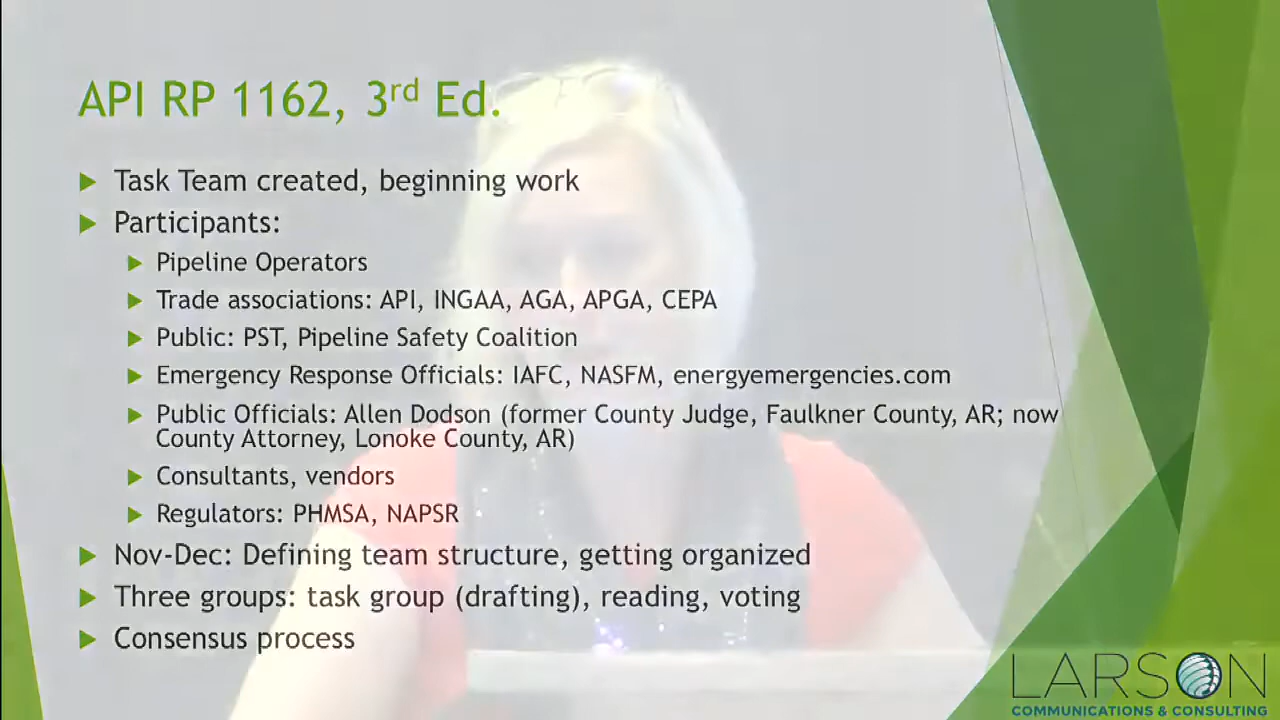 API RP 1162, 3rd Ed.
Task Team created, beginning work
Participants:
Pipeline Operators
Trade associations: API, INGAA, AGA, APGA, CEPA
Public: PST, Pipeline Safety Coalition
Emergency Response Officials: IAFC, NASFM, energyemergencies.com
Public Officials: Allen Dodson (former County Judge, Faulkner County, AR; now
County Attorney, Lonoke County, AR)
Consultants, vendors
Regulators: PHMSA, NAPSR
Nov-Dec: Defining team structure, getting organized
Three groups: task group (drafting), reading, voting
Consensus process
LARSON
COMMUNICATIONS & CONSULTING